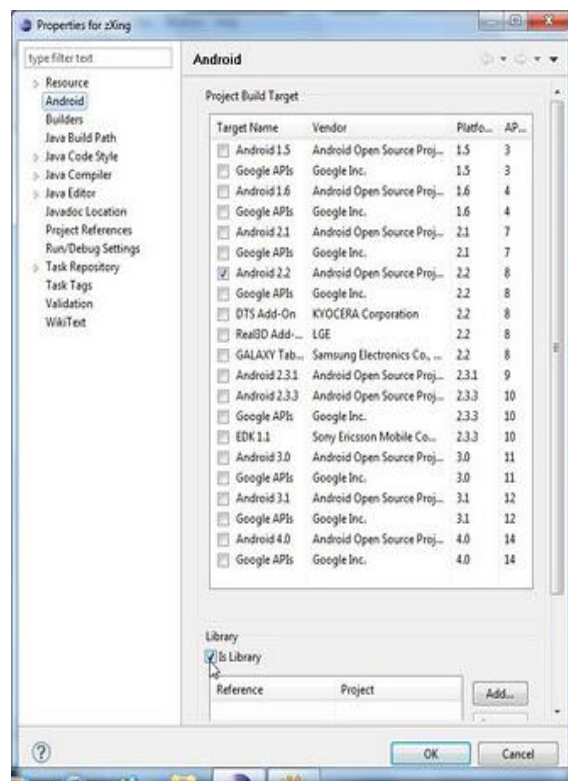 Properties for zXing
type filter text
Resource
Android
Builders
Java Build Path
Java Code Style
Java Compiler
Java Editor
Javadoc Location
Project References
Run/Debug Settings
Task Repository
Task Tags
Validation
WikiText
Android
Project Build Target
Target Name Vendor Platfo... AP...
Android 1.5 Android Open Source Proj... 1.5 3
Google APIs Google Inc. 1.5 3
Android 1.6 Android Open Source Proj... 1.6 4
Google APIs Google Inc. 1.6 4
Android 2.1 Android Open Source Proj... 2.1 7
Google APIs Google Inc. 2.1 7
Android 2.2 Android Open Source Proj... 2.2 8
Google APIs Google Inc. 2.2 8
DTS Add-On KYOCERA Corporation 2.2 8
Real3D Add-... LGE 2.2 8
GALAXY Tab... Samsung Electronics Co., ... 2.2 8
Android 2.3.1 Android Open Source Proj... 2.3.1 9
Android 2.3.3 Android Open Source Proj... 2.3.3 10
Google APIs Google Inc. 2.3.3 10
EDK 1.1 Sony Ericsson Mobile Co... 2.3.3 10
Android 3.0 Android Open Source Proj... 3.0 11
Google APIs Google Inc. 3.0 11
Android 3.1 Android Open Source Proj... 3.1 12
Google APIs Google Inc. 3.1 12
Android 4.0 Android Open Source Proj... 4.0 14
Google APIs Google Inc. 4.0 14
Library
Is Library
Reference Project
Add...
OK Cancel